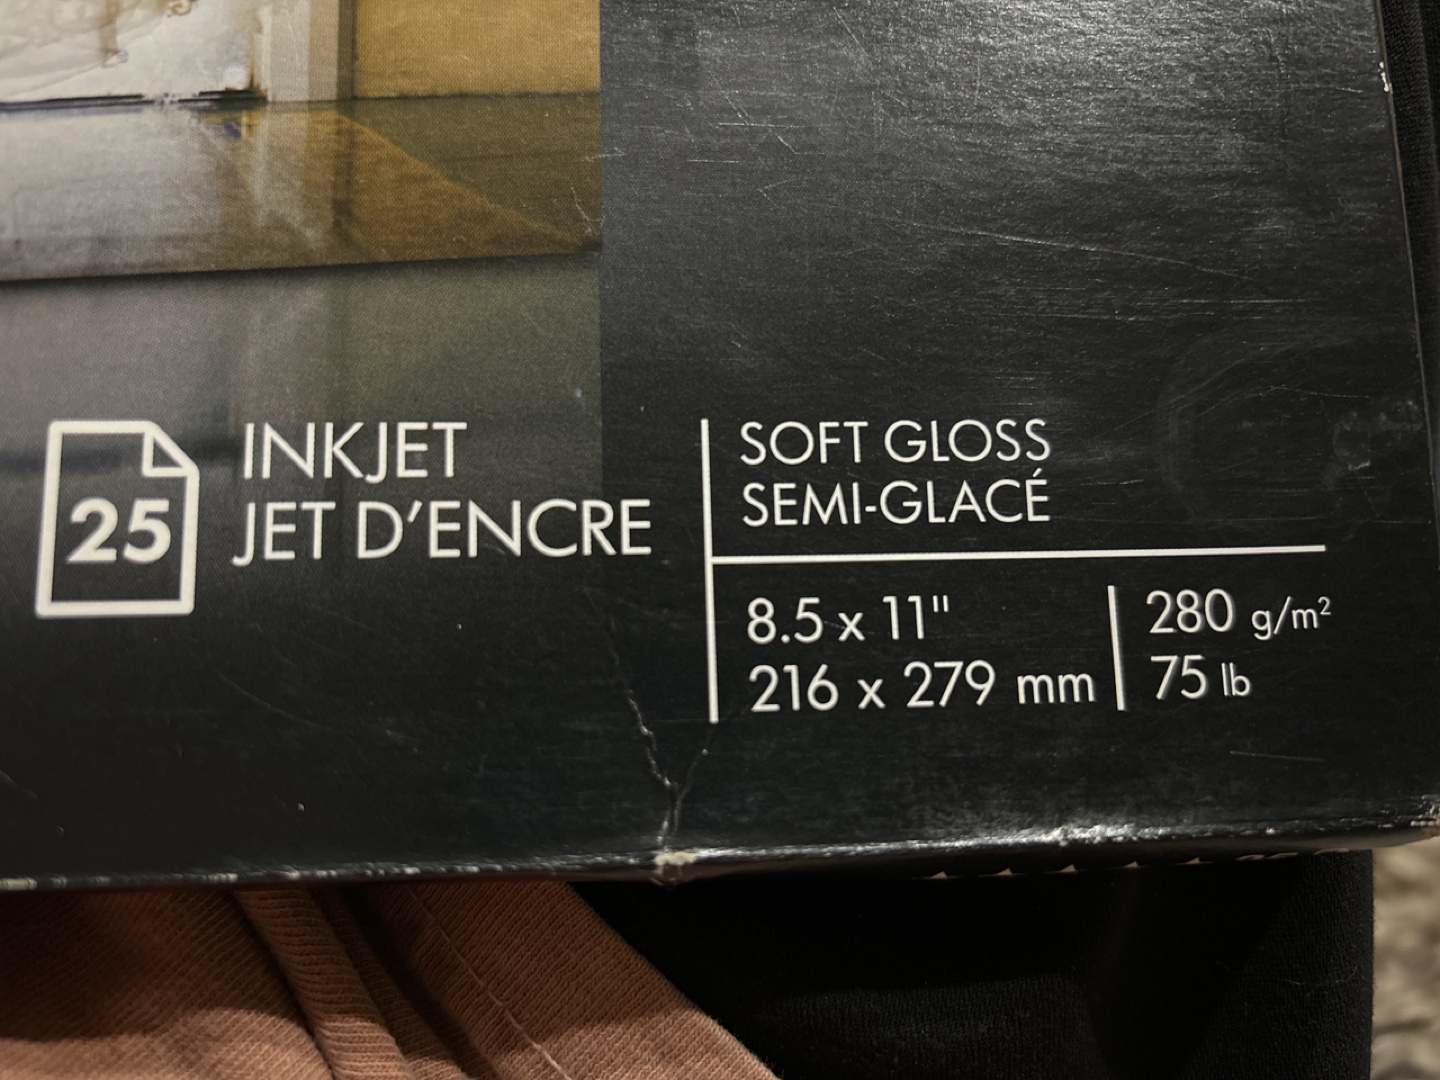 25
INKJET
JET D'ENCRE
SOFT GLOSS
SEMI-GLACÉ
8.5 x 11"
216 x 279 mm
280 g/m²
75 lb